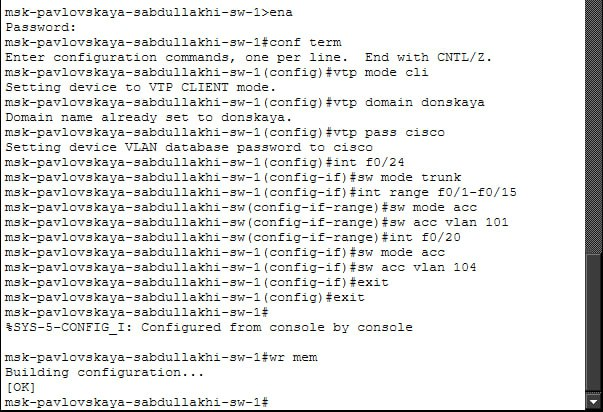 msk-pavlovskaya-sabdullakhi-sw-1>ena
Password:
msk-pavlovskaya-sabdullakhi-sw-1#conf term
Enter configuration commands, one per line.  End with CNTL/Z.
msk-pavlovskaya-sabdullakhi-sw-1(config)#vtp mode cli
Setting device to VTP CLIENT mode.
msk-pavlovskaya-sabdullakhi-sw-1(config)#vtp domain donskaya
Domain name already set to donskaya.
msk-pavlovskaya-sabdullakhi-sw-1(config)#vtp pass cisco
Setting device VLAN database password to cisco
msk-pavlovskaya-sabdullakhi-sw-1(config)#int f0/24
msk-pavlovskaya-sabdullakhi-sw-1(config-if)#sw mode trunk
msk-pavlovskaya-sabdullakhi-sw-1(config-if)#int range f0/1-f0/15
msk-pavlovskaya-sabdullakhi-sw(config-if-range)#sw mode acc
msk-pavlovskaya-sabdullakhi-sw(config-if-range)#sw acc vlan 101
msk-pavlovskaya-sabdullakhi-sw(config-if-range)#int f0/20
msk-pavlovskaya-sabdullakhi-sw-1(config-if)#sw mode acc
msk-pavlovskaya-sabdullakhi-sw-1(config-if)#sw acc vlan 104
msk-pavlovskaya-sabdullakhi-sw-1(config-if)#exit
msk-pavlovskaya-sabdullakhi-sw-1(config)#exit
msk-pavlovskaya-sabdullakhi-sw-1#
%SYS-5-CONFIG_I: Configured from console by console
msk-pavlovskaya-sabdullakhi-sw-1#wr mem
Building configuration...
[OK]
msk-pavlovskaya-sabdullakhi-sw-1#